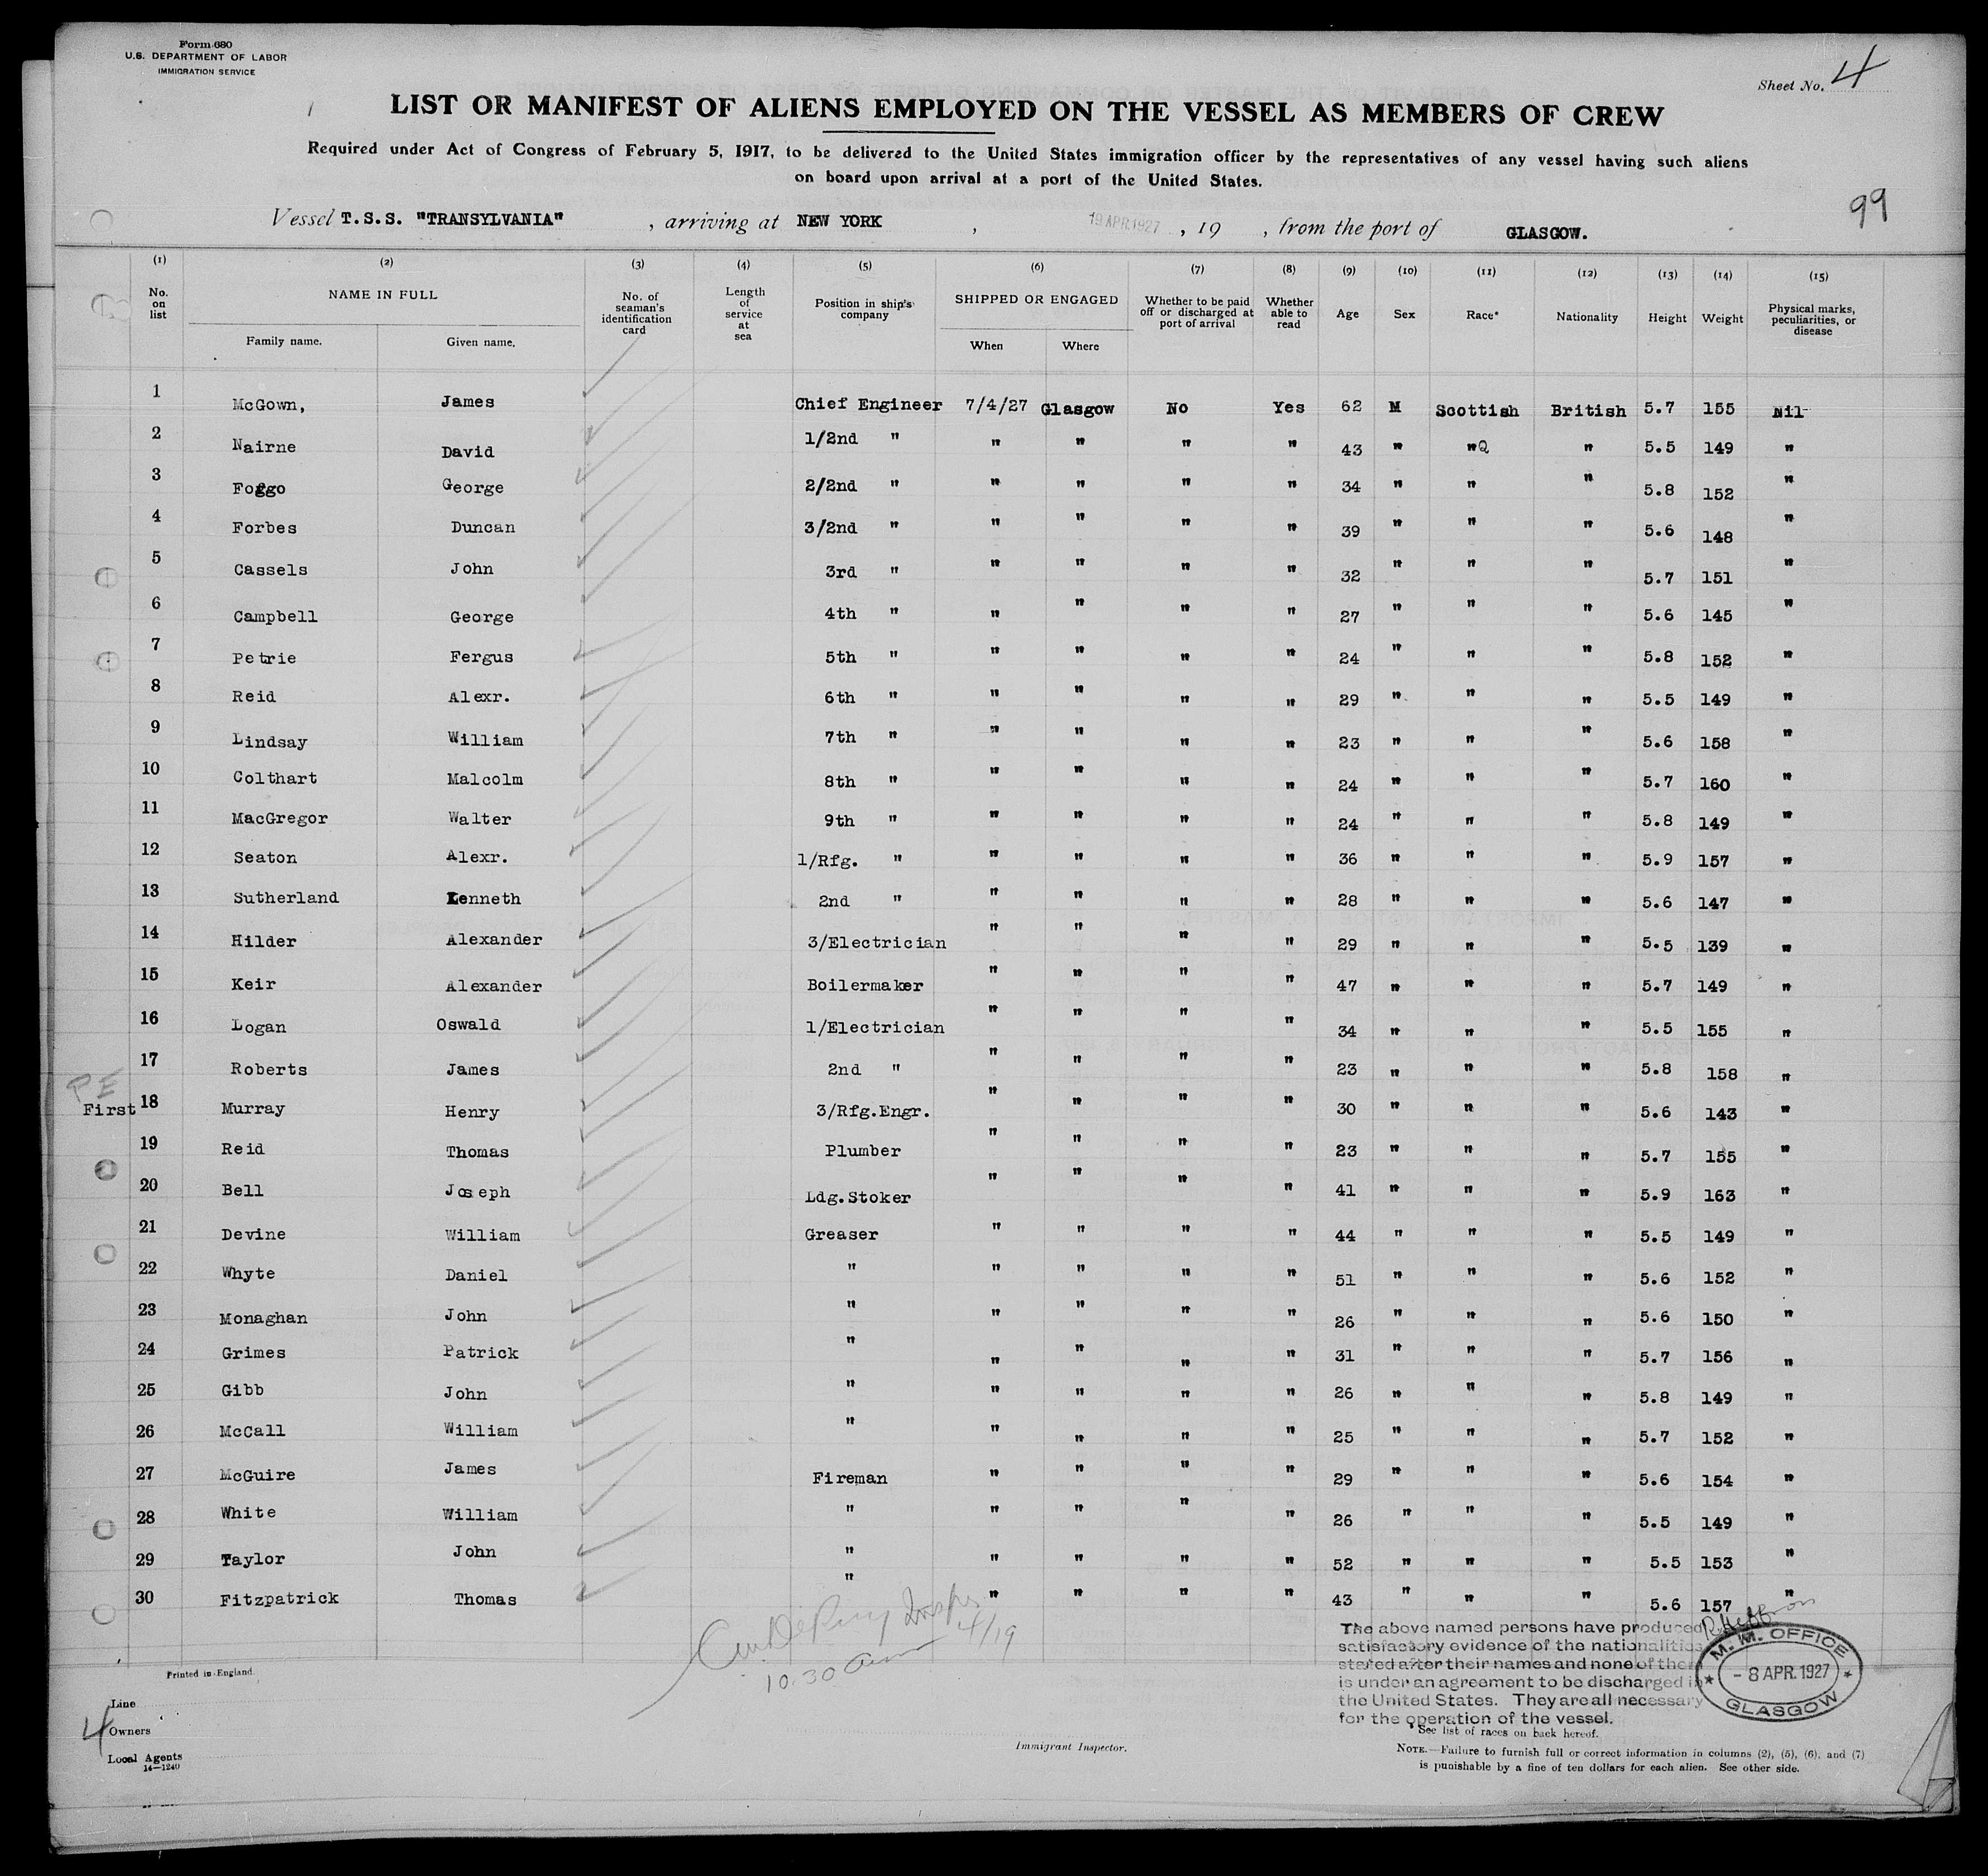 Form 680
U.S. DEPARTMENT OF LABOR
IMMIGRATION SERVICE
Sheet No. 4
LIST OR MANIFEST OF ALIENS EMPLOYED ON THE VESSEL AS MEMBERS OF CREW
Required under Act of Congress of February 5, 1917, to be delivered to the United States immigration officer by the representatives of any vessel having such aliens
on board upon arrival at a port of the United States.
99
Vessel T.S.S. "TRANSYLVANIA" , arriving at NEW YORK , 19 APR. 1927 , 19 , from the port of GLASGOW.
(1) (2) (3) (4) (5) (6) (7) (8) (9) (10) (11) (12) (13) (14) (15)
No. on list NAME IN FULL Family name. Given name. No. of seaman's identification card Length of service at sea Position in ship's company SHIPPED OR ENGAGED When Where Whether to be paid off or discharged at port of arrival Whether able to read Age Sex Race* Nationality Height Weight Physical marks, peculiarities, or disease
1 McGown, James Chief Engineer 7/4/27 Glasgow No Yes 62 M Scottish British 5.7 155 Nil
2 Nairne David 1/2nd " " " " " 43 " "Q " 5.5 149 "
3 Foggo George 2/2nd " " " " " 34 " " " 5.8 152 "
4 Forbes Duncan 3/2nd " " " " " 39 " " " 5.6 148 "
5 Cassels John 3rd " " " " " 32 " " " 5.7 151 "
6 Campbell George 4th " " " " " 27 " " " 5.6 145 "
7 Petrie Fergus 5th " " " " " 24 " " " 5.8 152 "
8 Reid Alexr. 6th " " " " " 29 " " " 5.5 149 "
9 Lindsay William 7th " " " " " 23 " " " 5.6 158 "
10 Colthart Malcolm 8th " " " " " 24 " " " 5.7 160 "
11 MacGregor Walter 9th " " " " " 24 " " " 5.8 149 "
12 Seaton Alexr. 1/Rfg. " " " " " 36 " " " 5.9 157 "
13 Sutherland Kenneth 2nd " " " " " 28 " " " 5.6 147 "
14 Hilder Alexander 3/Electrician " " " " 29 " " " 5.5 139 "
15 Keir Alexander Boilermaker " " " " 47 " " " 5.7 149 "
16 Logan Oswald 1/Electrician " " " " 34 " " " 5.5 155 "
17 Roberts James 2nd " " " " " 23 " " " 5.8 158 "
PE
First 18 Murray Henry 3/Rfg.Engr. " " " " 30 " " " 5.6 143 "
19 Reid Thomas Plumber " " " " 23 " " " 5.7 155 "
20 Bell Joseph Ldg.Stoker " " " " 41 " " " 5.9 163 "
21 Devine William Greaser " " " " 44 " " " 5.5 149 "
22 Whyte Daniel " " " " " 51 " " " 5.6 152 "
23 Monaghan John " " " " " 26 " " " 5.6 150 "
24 Grimes Patrick " " " " " 31 " " " 5.7 156 "
25 Gibb John " " " " " 26 " " " 5.8 149 "
26 McCall William " " " " " 25 " " " 5.7 152 "
27 McGuire James Fireman " " " " 29 " " " 5.6 154 "
28 White William " " " " " 26 " " " 5.5 149 "
29 Taylor John " " " " " 52 " " " 5.5 153 "
30 Fitzpatrick Thomas " " " " " 43 " " " 5.6 157 "
4/19
10.30 am
The above named persons have produced
satisfactory evidence of the nationalities
stated after their names and none of them
is under an agreement to be discharged in
the United States. They are all necessary
for the operation of the vessel.
M. M. OFFICE
- 8 APR. 1927
GLASGOW
Printed in England
Line
4
Owners
Local Agents
14—1240
Immigrant Inspector.
*See list of races on back hereof.
NOTE.—Failure to furnish full or correct information in columns (2), (5), (6), and (7)
is punishable by a fine of ten dollars for each alien. See other side.